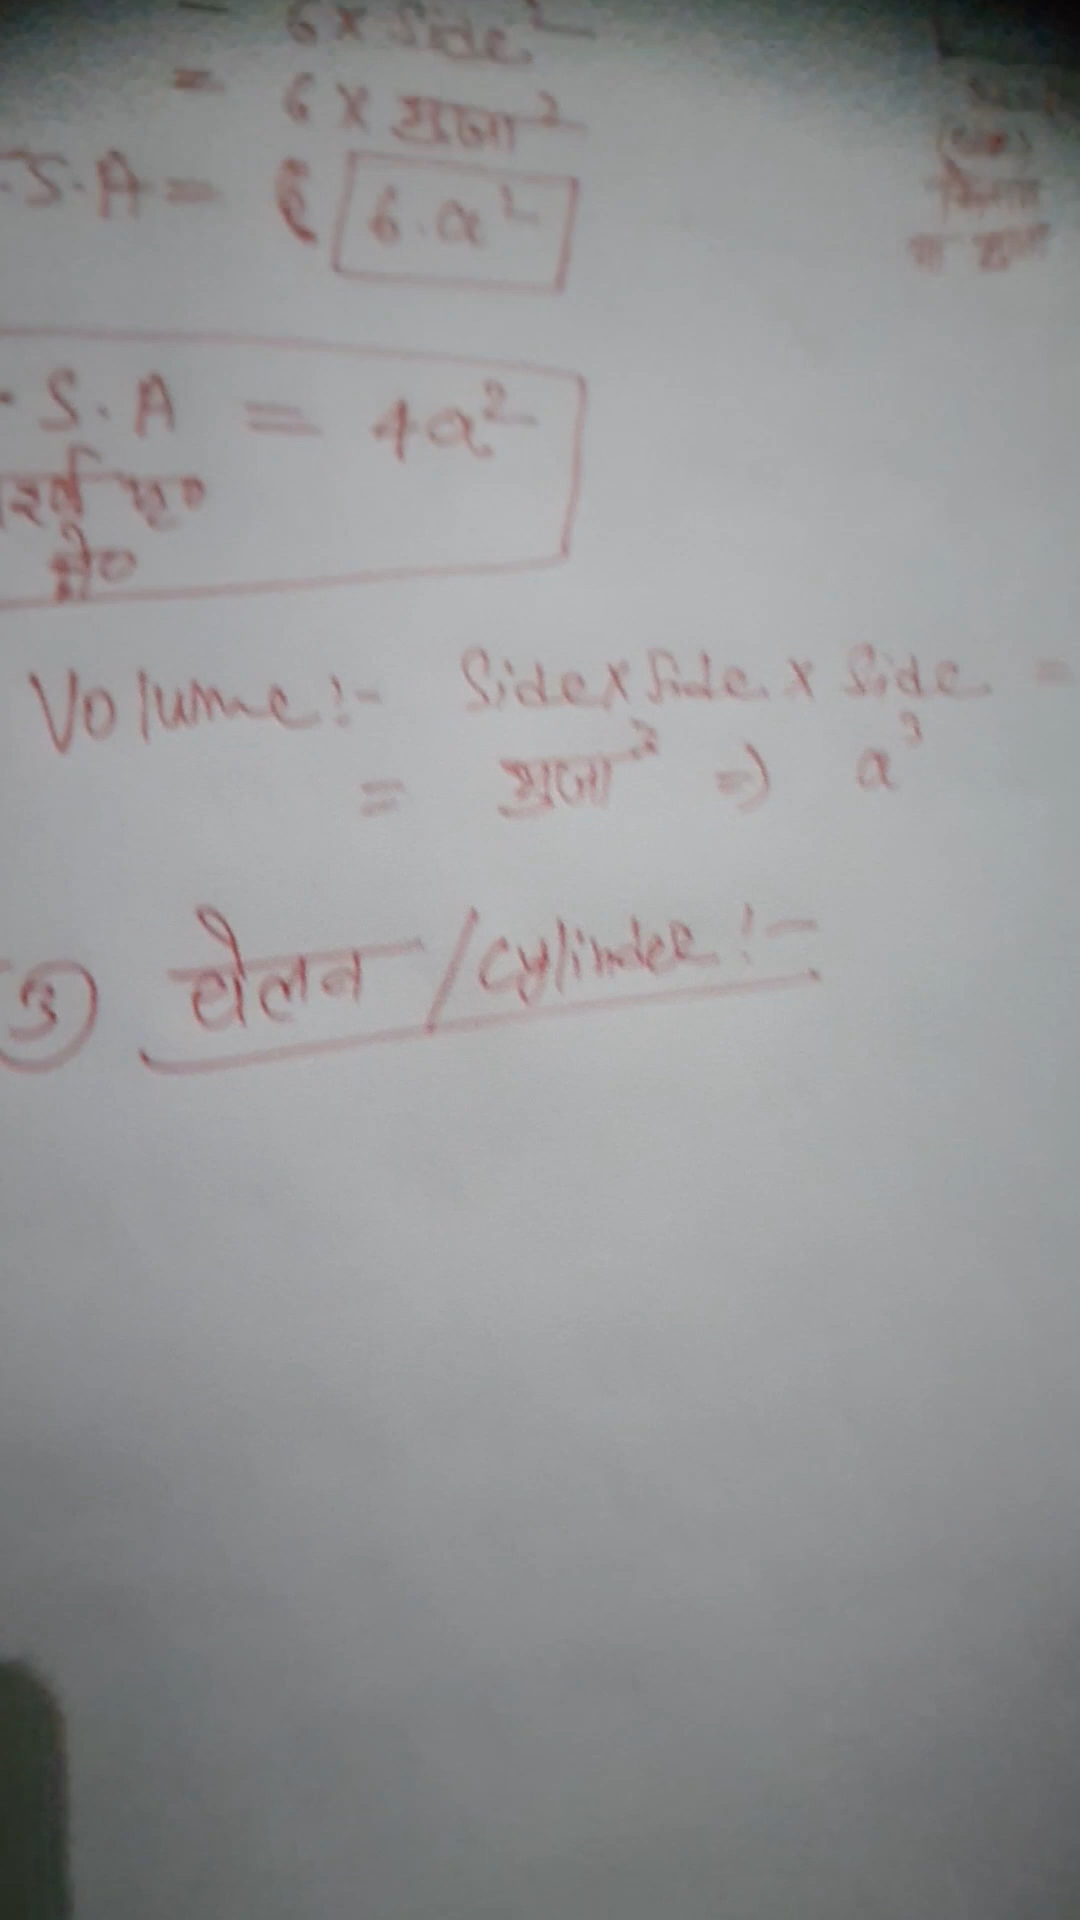 = 6 x Side²
= 6 x भुजा²
T.S.A = 6.a²
.S.A = 4a²
पार्श्व पृ०
क्षे०
Volume :- Side x Side x Side =
= भुजा³ => a³
③ बेलन / Cylinder :-